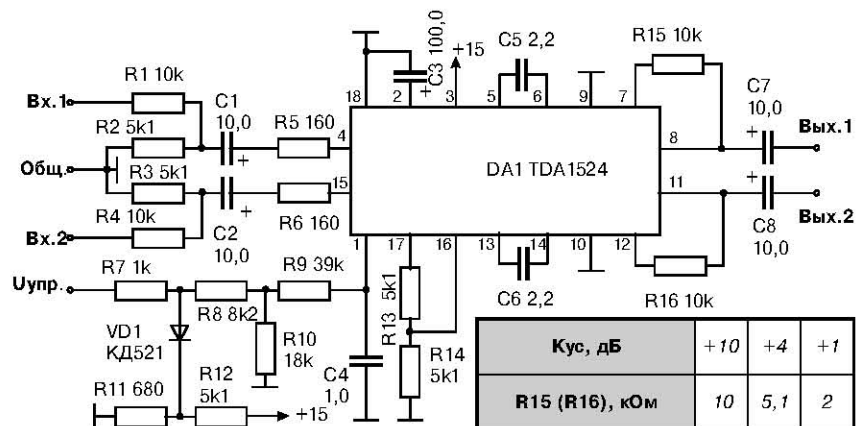 C3 100,0
+15
C5 2,2
R15 10k
R1 10k
C1
10,0
C7
10,0
Вх.1
18
2
3
5
6
9
7
R2 5k1
R5 160
4
8
+
+
Вых.1
Общ.
DA1 TDA1524
R3 5k1
15
11
+
+
R4 10k
R6 160
Вых.2
Вх.2
C2
10,0
1
17
16
13
14
10
12
C8
10,0
R7 1k
R9 39k
Uупр.
R8 8k2
C6 2,2
R16 10k
R13 5k1
VD1
КД521
R10
18k
R14
5k1
C4
1,0
R11 680
R12
5k1
+15
+
Кус, дБ +10 +4 +1
R15 (R16), кОм 10 5,1 2